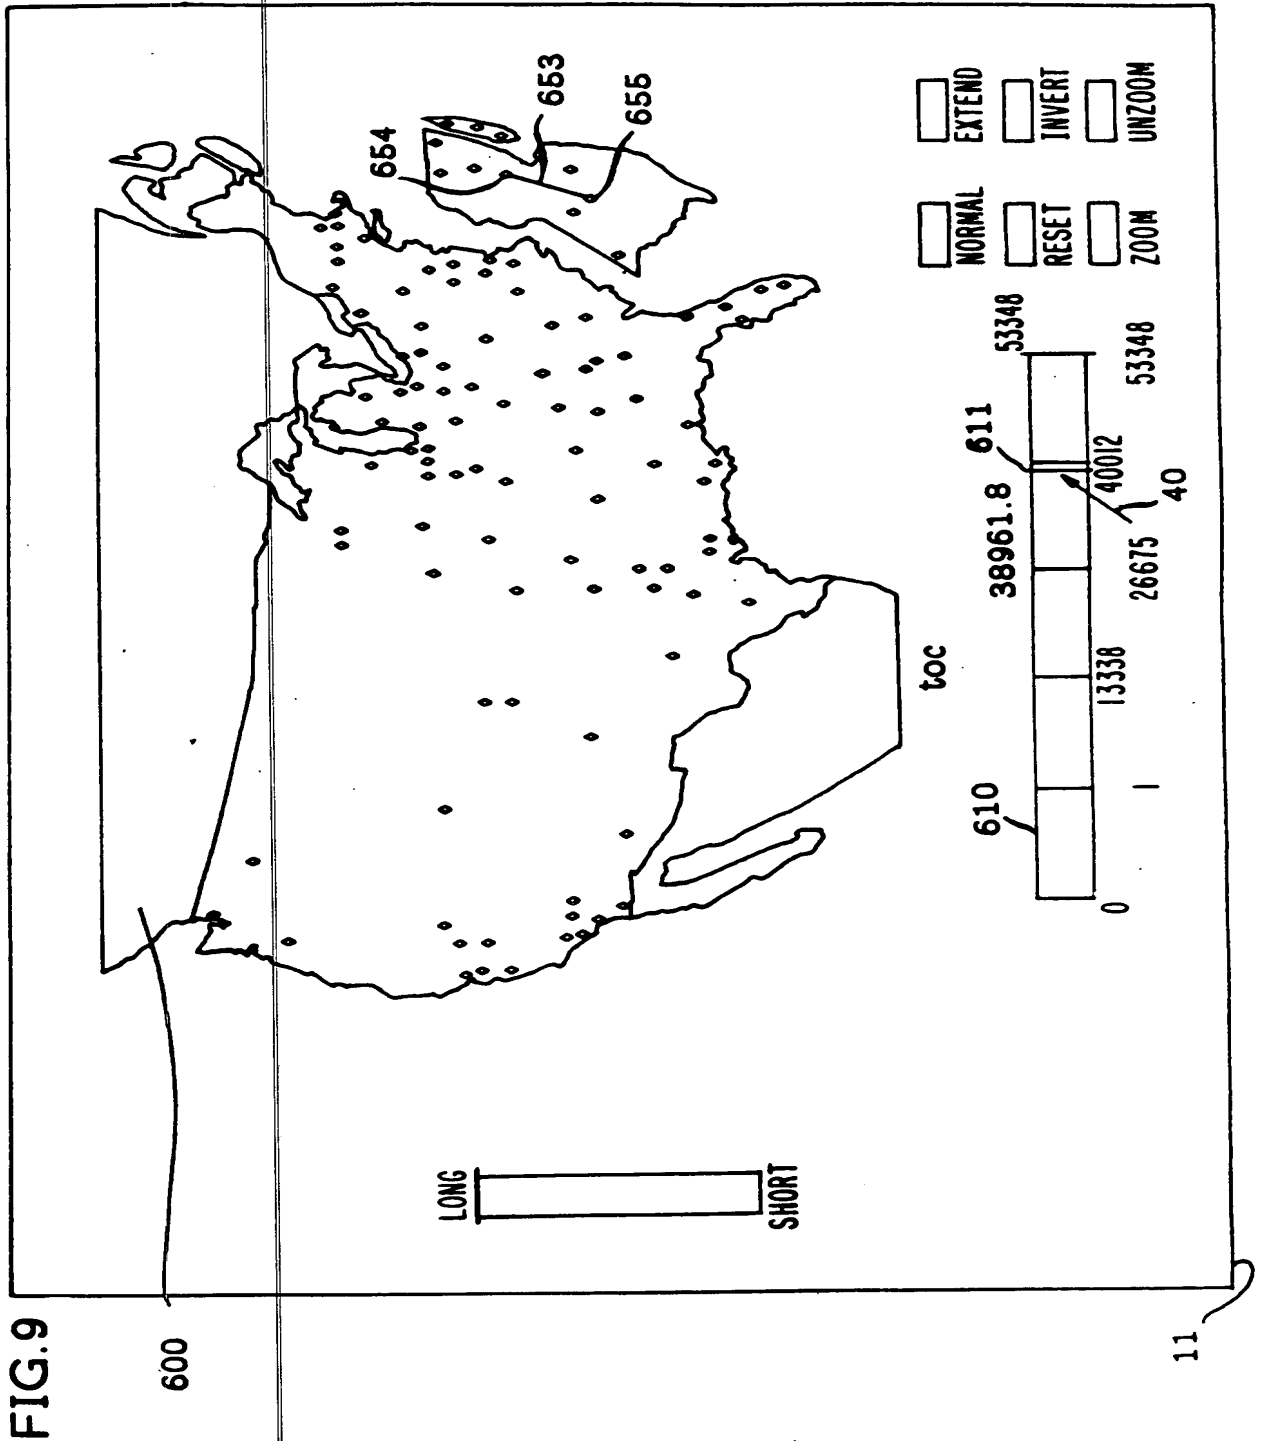 FIG. 9
600
LONG
SHORT
654
653
655
toc
610
38961.8
611
53348
0
1
13338
26675
40012
53348
40
NORMAL
EXTEND
RESET
INVERT
ZOOM
UNZOOM
11